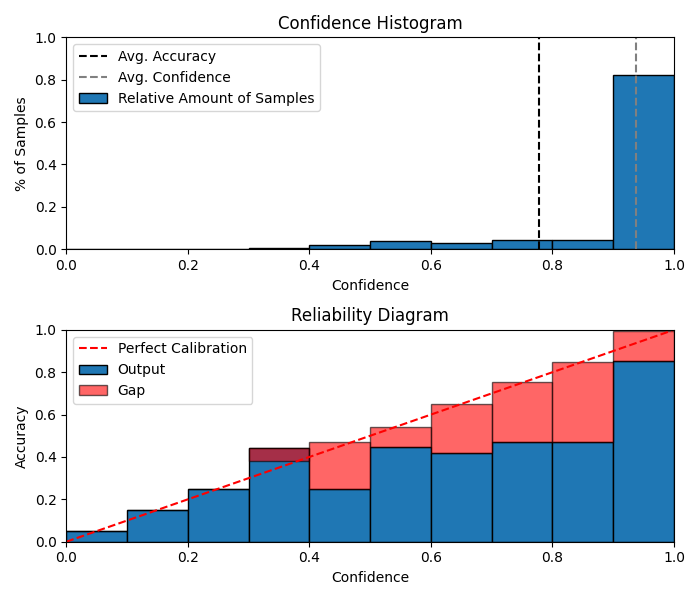 Confidence Histogram
1.0
0.8
0.6
0.4
0.2
0.0
% of Samples
Avg. Accuracy
Avg. Confidence
Relative Amount of Samples
0.0 0.2 0.4 0.6 0.8 1.0
Confidence
Reliability Diagram
1.0
0.8
0.6
0.4
0.2
0.0
Accuracy
Perfect Calibration
Output
Gap
0.0 0.2 0.4 0.6 0.8 1.0
Confidence